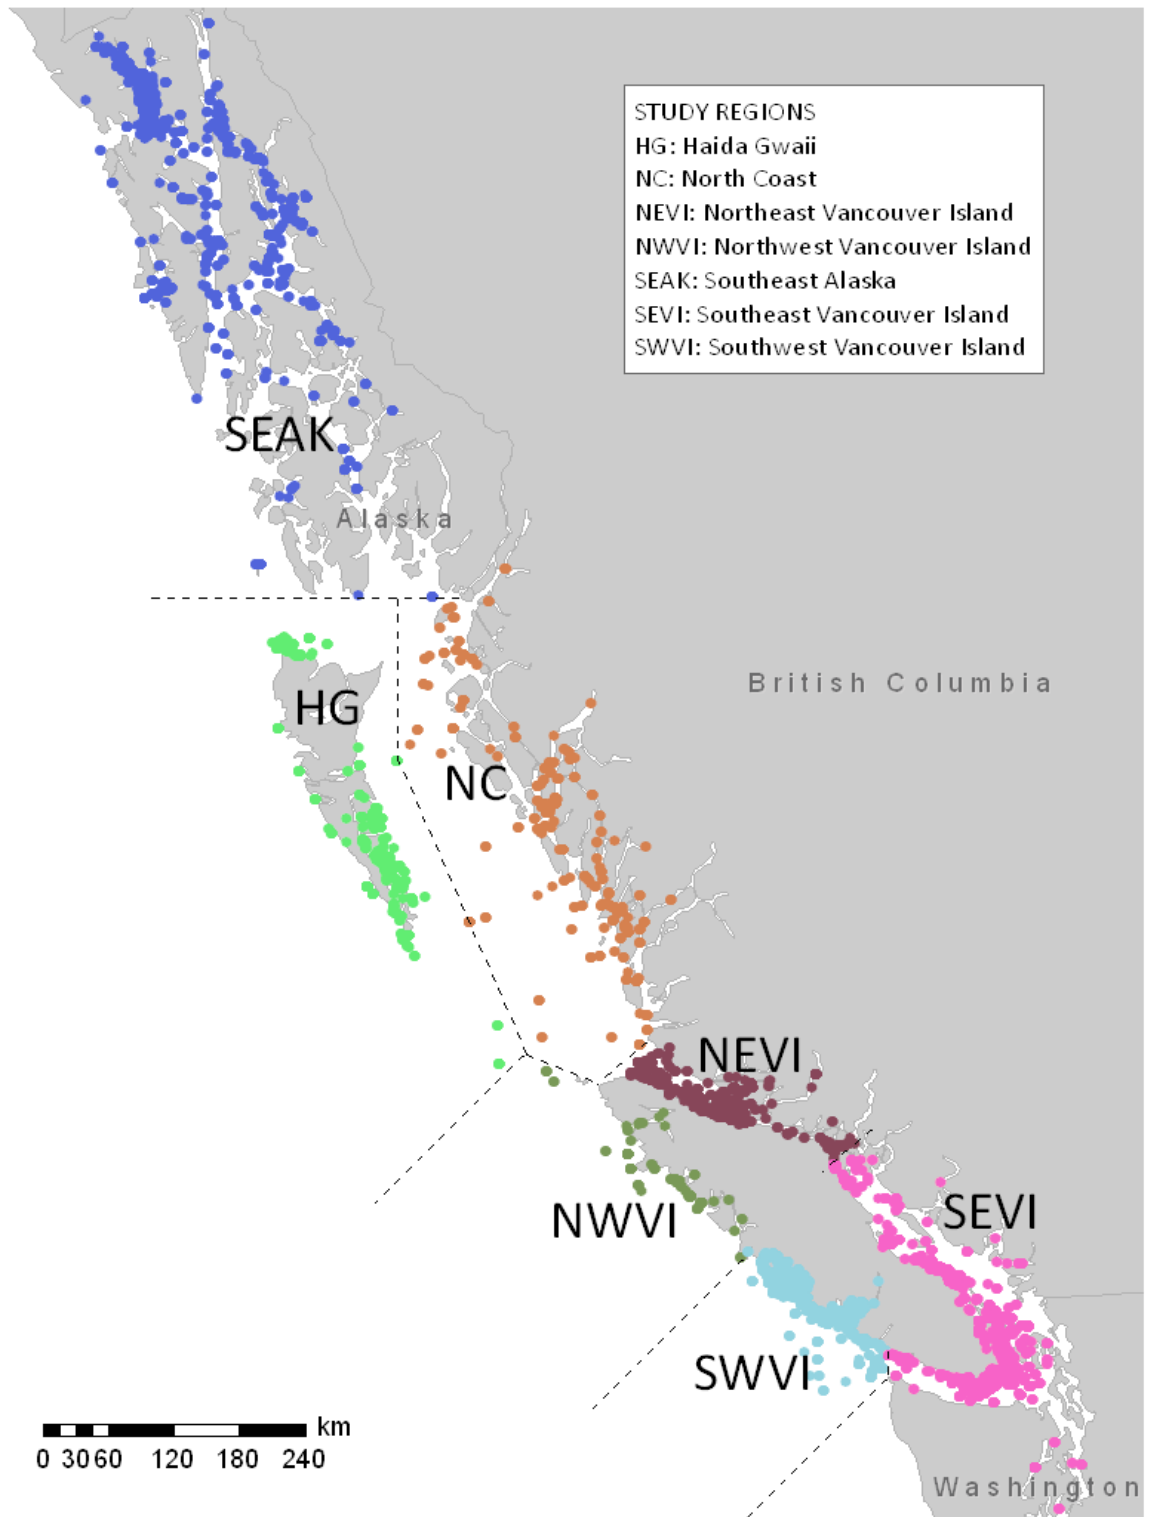 STUDY REGIONS
HG: Haida Gwaii
NC: North Coast
NEVI: Northeast Vancouver Island
NWVI: Northwest Vancouver Island
SEAK: Southeast Alaska
SEVI: Southeast Vancouver Island
SWVI: Southwest Vancouver Island
SEAK
Alaska
British Columbia
HG
NC
NEVI
NWVI
SEVI
SWVI
km
0 30 60 120 180 240
Washington